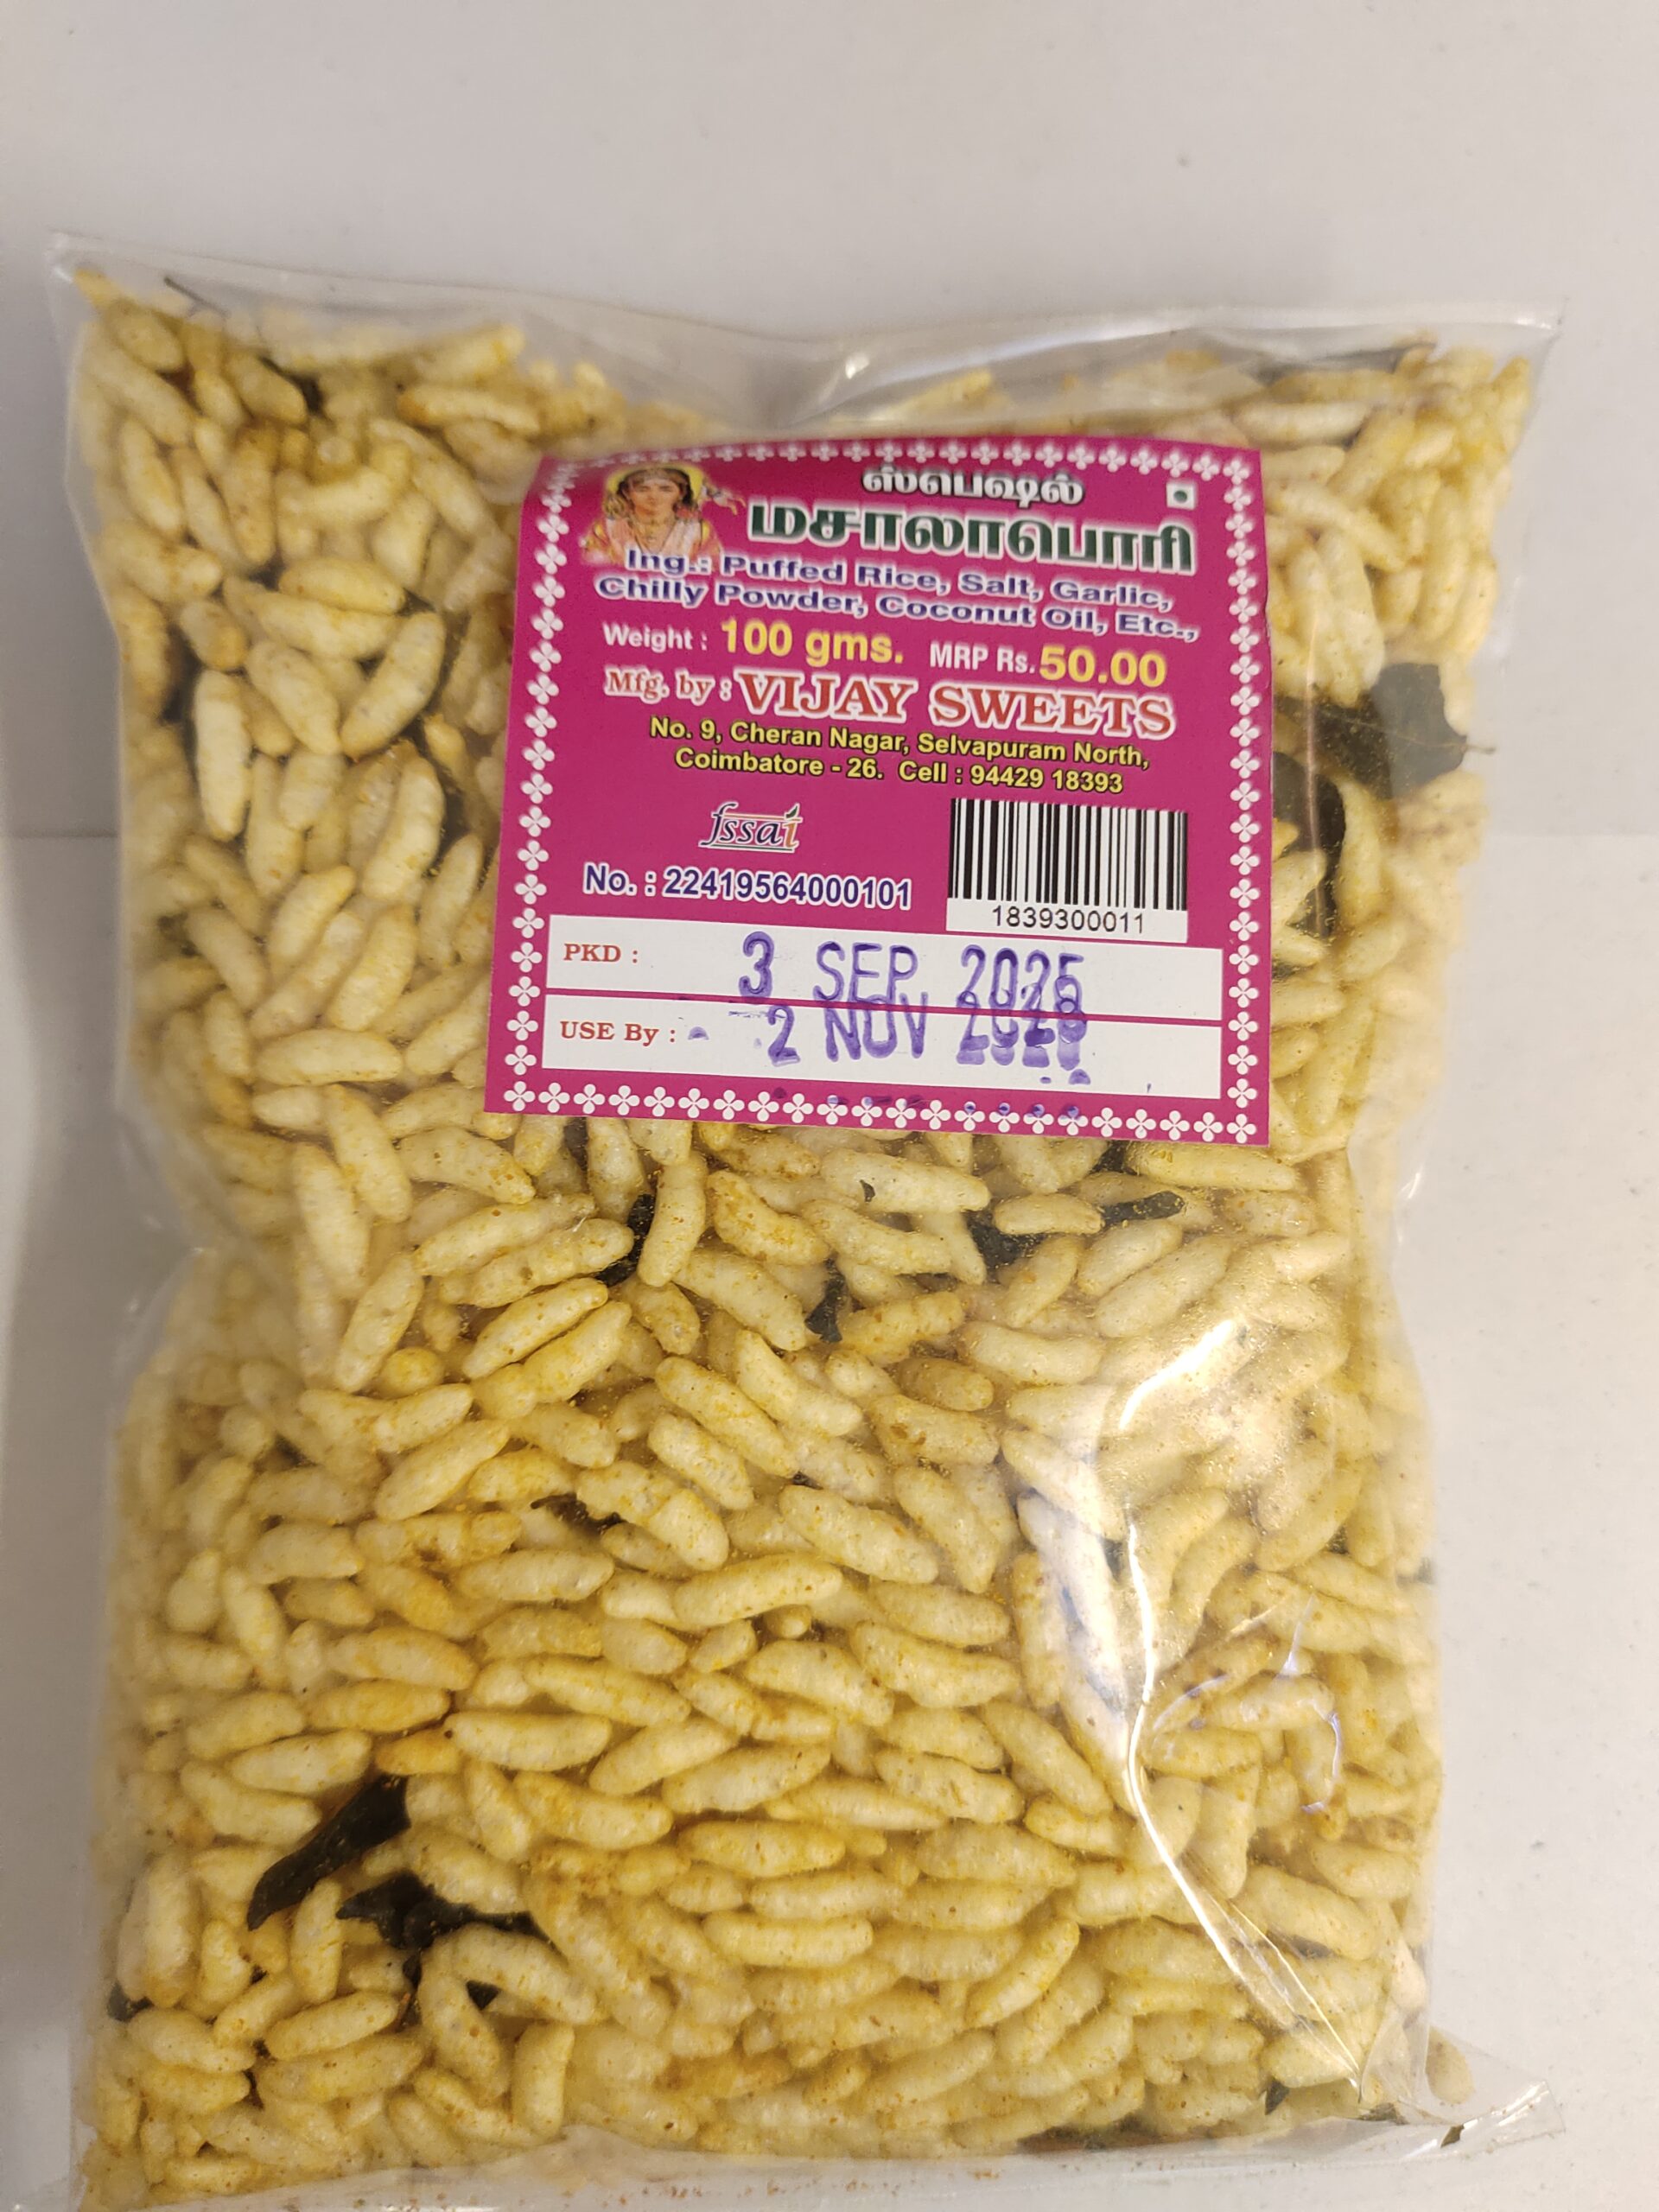 ஸ்பெஷல்
மசாலாபொரி
Ing.: Puffed Rice, Salt, Garlic,
Chilly Powder, Coconut Oil, Etc.,
Weight : 100 gms. MRP Rs. 50.00
Mfg. by : VIJAY SWEETS
No. 9, Cheran Nagar, Selvapuram North,
Coimbatore - 26. Cell : 94429 18393
fssai
No. : 22419564000101
1839300011
PKD : 3 SEP 2025
USE By : - 2 NOV